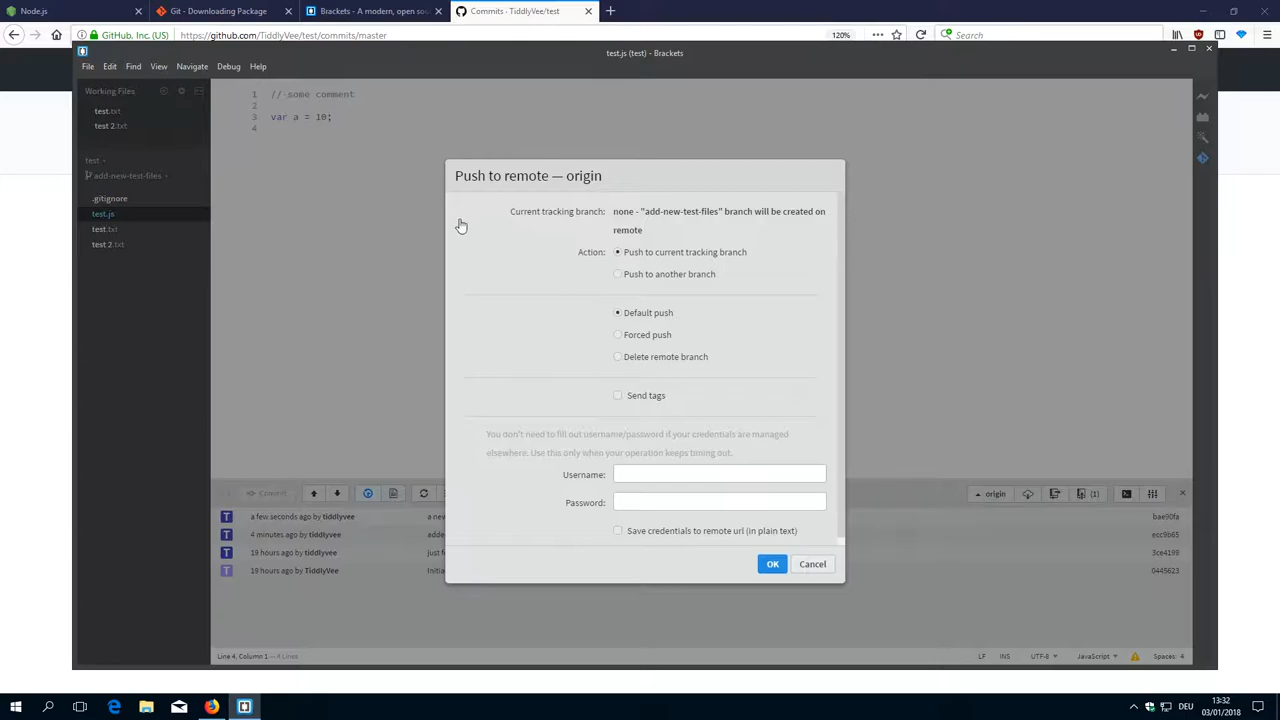 Node.js
Git - Downloading Package
Brackets - A modern, open sou
Commits · TiddlyVee/test
GitHub, Inc. (US)
https://github.com/TiddlyVee/test/commits/master
120%
Search
test.js (test) - Brackets
File Edit Find View Navigate Debug Help
Working Files
test.txt
test 2.txt
test
add-new-test-files
.gitignore
test.js
test.txt
test 2.txt
1 // some comment
2
3 var a = 10;
4
Push to remote — origin
Current tracking branch: none - "add-new-test-files" branch will be created on
remote
Action: Push to current tracking branch
Push to another branch
Default push
Forced push
Delete remote branch
Send tags
You don't need to fill out username/password if your credentials are managed
elsewhere. Use this only when your operation keeps timing out.
Username:
Password:
Save credentials to remote url (in plain text)
OK Cancel
Commit
origin
(1)
T a few seconds ago by tiddlyvee a new bae90fa
T 4 minutes ago by tiddlyvee adde ecc9b65
T 19 hours ago by tiddlyvee just f 3ce4199
T 19 hours ago by TiddlyVee Initia 0445623
Line 4, Column 1 — 4 Lines
LF INS UTF-8 JavaScript Spaces: 4
DEU
13:32
03/01/2018